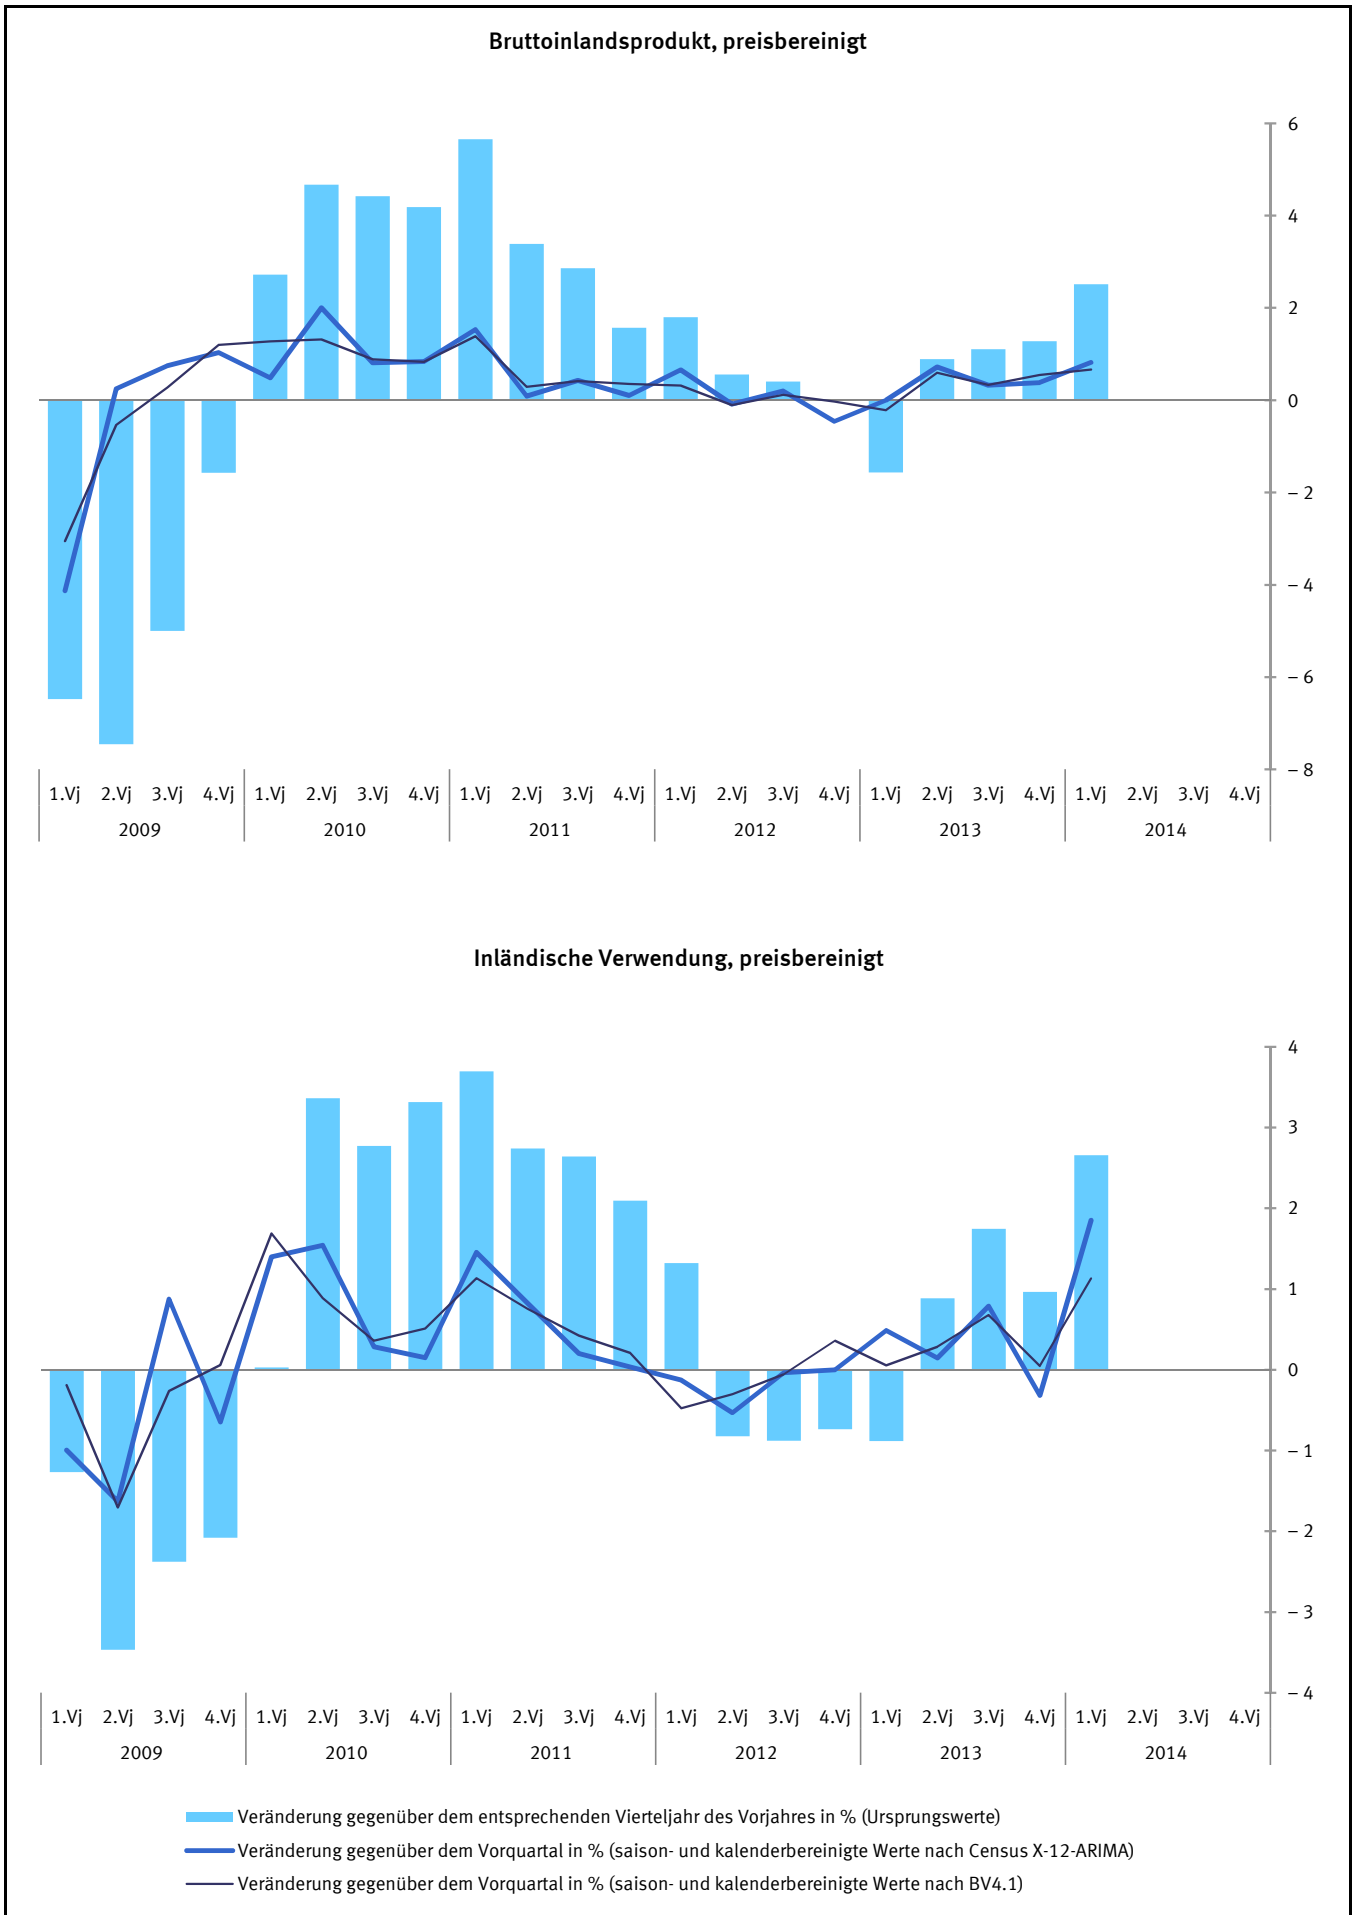 Bruttoinlandsprodukt, preisbereinigt
6
4
2
0
– 2
– 4
– 6
– 8
1.Vj 2.Vj 3.Vj 4.Vj 1.Vj 2.Vj 3.Vj 4.Vj 1.Vj 2.Vj 3.Vj 4.Vj 1.Vj 2.Vj 3.Vj 4.Vj 1.Vj 2.Vj 3.Vj 4.Vj 1.Vj 2.Vj 3.Vj 4.Vj
2009 2010 2011 2012 2013 2014
Inländische Verwendung, preisbereinigt
4
3
2
1
0
– 1
– 2
– 3
– 4
1.Vj 2.Vj 3.Vj 4.Vj 1.Vj 2.Vj 3.Vj 4.Vj 1.Vj 2.Vj 3.Vj 4.Vj 1.Vj 2.Vj 3.Vj 4.Vj 1.Vj 2.Vj 3.Vj 4.Vj 1.Vj 2.Vj 3.Vj 4.Vj
2009 2010 2011 2012 2013 2014
Veränderung gegenüber dem entsprechenden Vierteljahr des Vorjahres in % (Ursprungswerte)
Veränderung gegenüber dem Vorquartal in % (saison- und kalenderbereinigte Werte nach Census X-12-ARIMA)
Veränderung gegenüber dem Vorquartal in % (saison- und kalenderbereinigte Werte nach BV4.1)